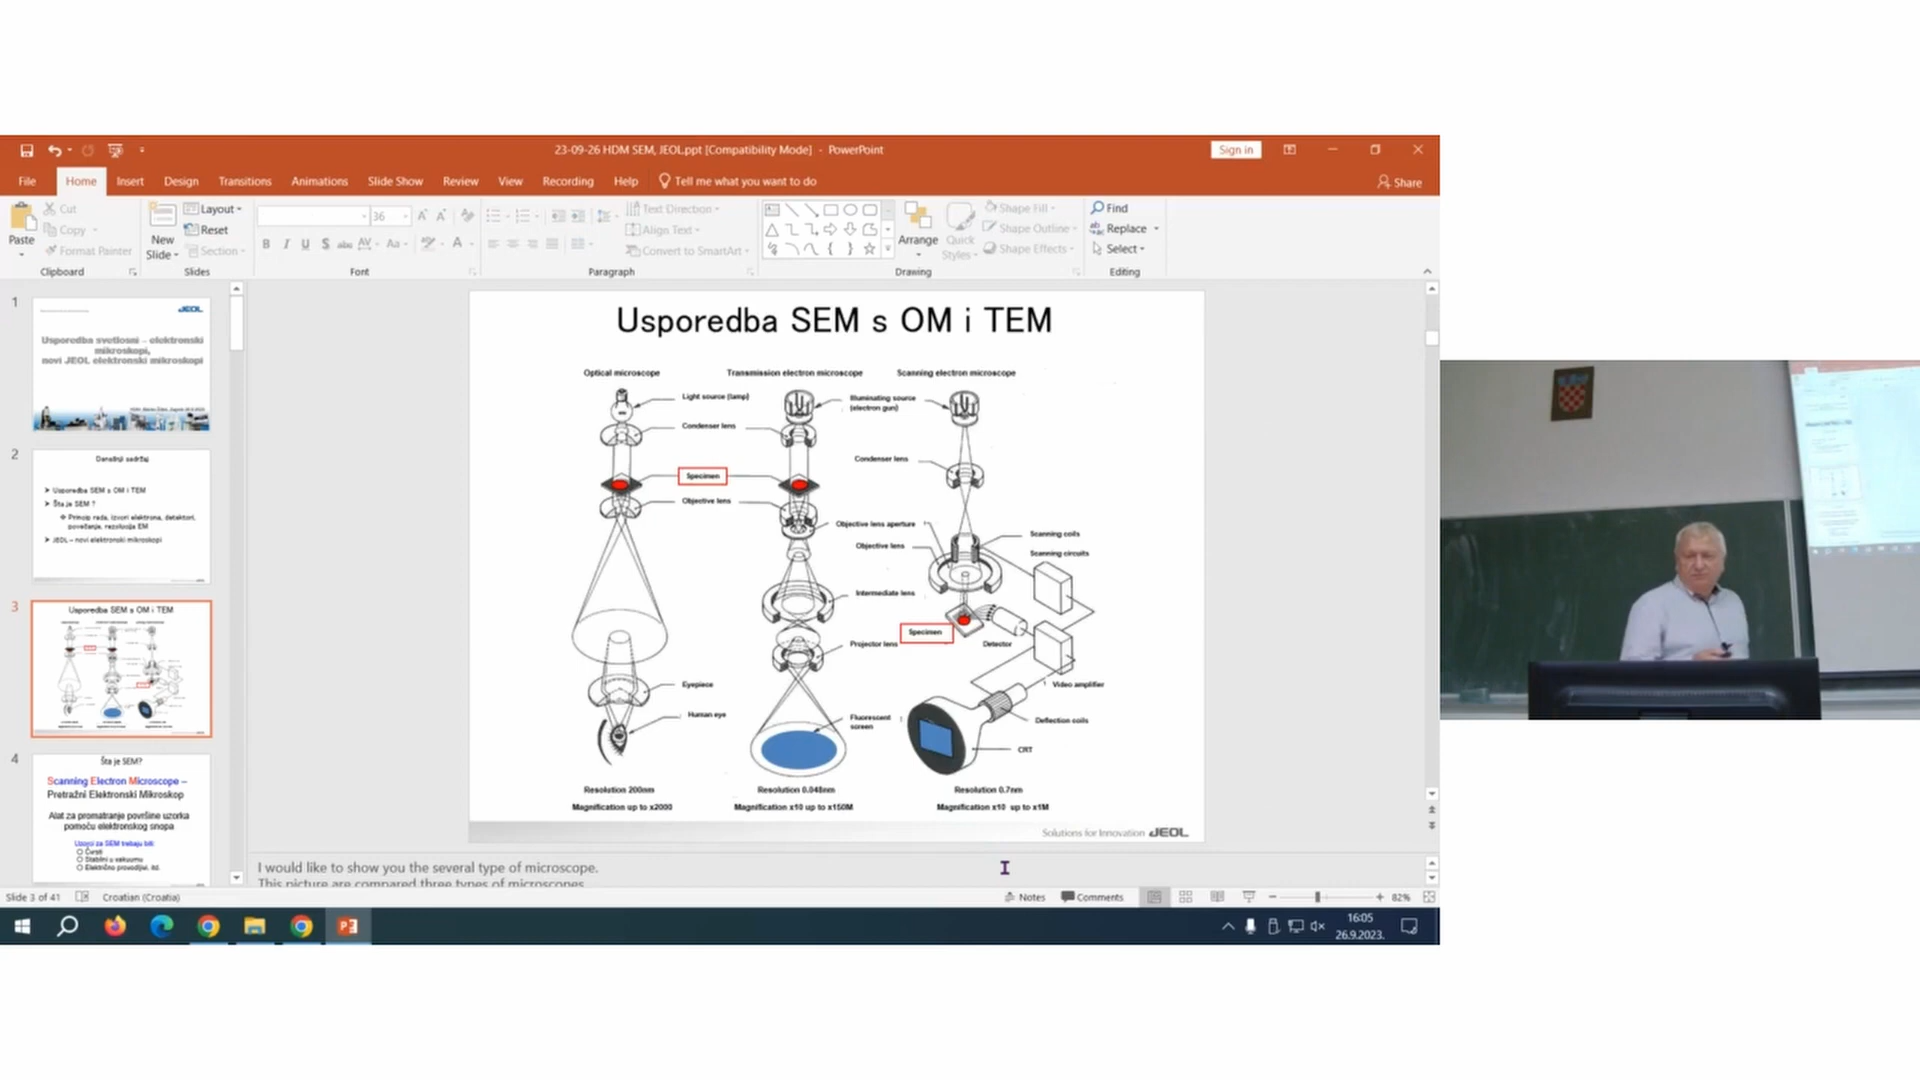 23-09-26 HDM SEM, JEOL.ppt [Compatibility Mode] - PowerPoint
Sign in
File Home Insert Design Transitions Animations Slide Show Review View Recording Help Tell me what you want to do
Share
Paste
Cut
Copy
Format Painter
Clipboard
New Slide
Layout
Reset
Section
Slides
36
Font
Text Direction
Align Text
Convert to SmartArt
Paragraph
Arrange
Quick Styles
Shape Fill
Shape Outline
Shape Effects
Drawing
Find
Replace
Select
Editing
1
JEOL
Usporedba svetlosni – elektronski
mikroskopi,
novi JEOL elektronski mikroskopi
2
Današnji sadržaj
Usporedba SEM s OM i TEM
Šta je SEM ?
Princip rada, izvori elektrona, detektori,
povečanje, rezolucija EM
JEOL – novi elektronski mikroskopi
3
Usporedba SEM s OM i TEM
4
Šta je SEM?
Scanning Electron Microscope –
Pretražni Elektronski Mikroskop
Alat za promatranje površine uzorka
pomoču elektronskog snopa
Uzorci za SEM trebaju biti:
Čvrsti
Stabilni u vakuumu
Električno provodljivi, itd.
Usporedba SEM s OM i TEM
Optical microscope
Transmission electron microscope
Scanning electron microscope
Light source (lamp)
Illuminating source
(electron gun)
Condenser lens
Condenser lens
Specimen
Objective lens
Objective lens aperture
Objective lens
Scanning coils
Scanning circuits
Intermediate lens
Specimen
Projector lens
Detector
Eyepiece
Video amplifier
Human eye
Fluorescent
screen
Deflection coils
CRT
Resolution 200nm
Resolution 0.048nm
Resolution 0.7nm
Magnification up to x2000
Magnification x10 up to x150M
Magnification x10 up to x1M
Solutions for Innovation JEOL
I would like to show you the several type of microscope.
This picture are compared three types of microscopes
Slide 3 of 41
Croatian (Croatia)
Notes
Comments
82%
16:05
26.9.2023.